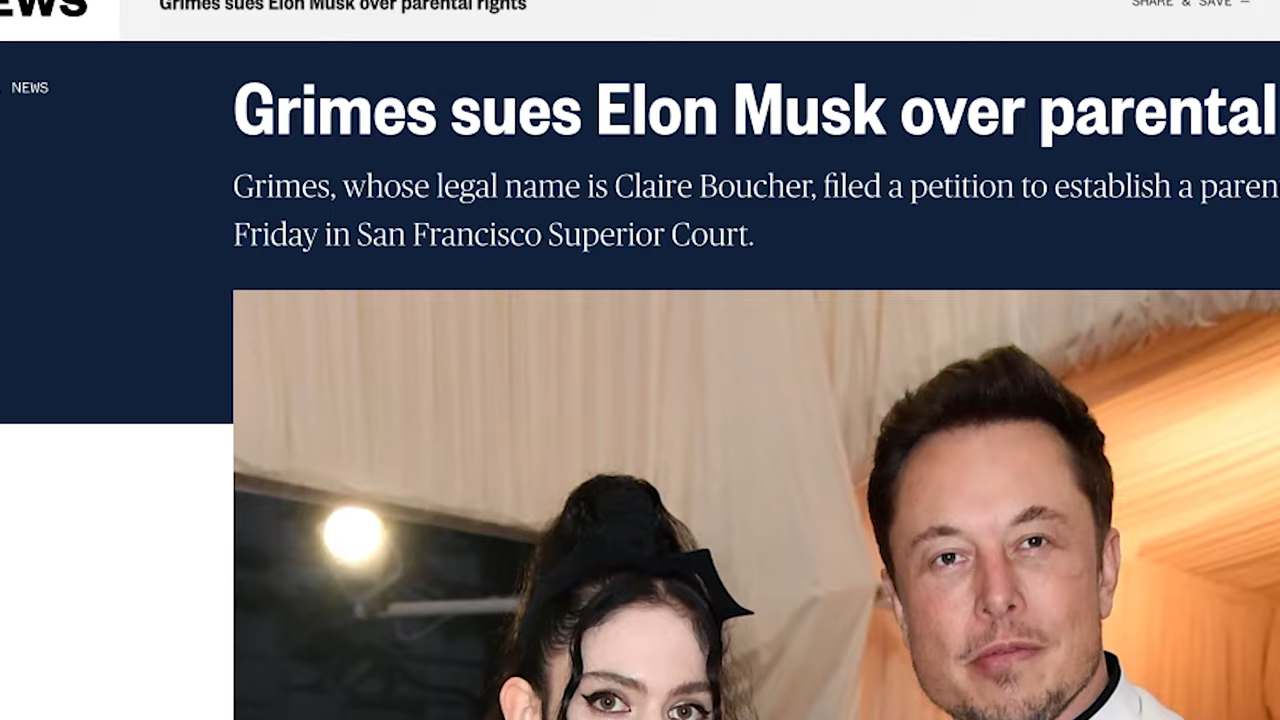 EWS
Grimes sues Elon Musk over parental rights
SHARE & SAVE —
NEWS
Grimes sues Elon Musk over parental
Grimes, whose legal name is Claire Boucher, filed a petition to establish a paren
Friday in San Francisco Superior Court.